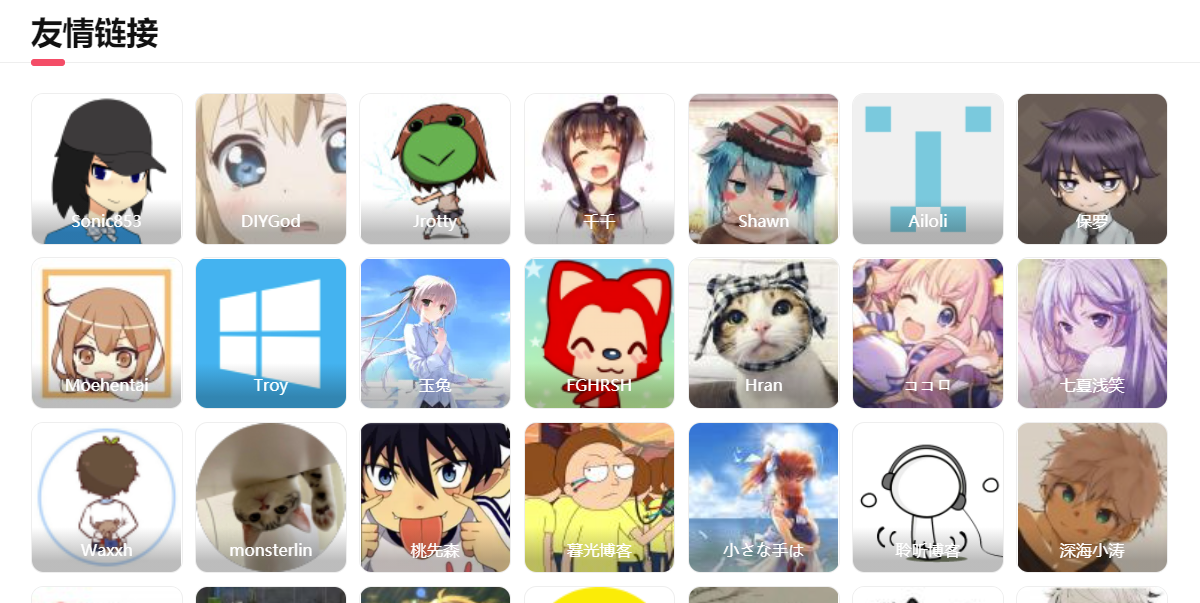 友情链接
Sonic853
DIYGod
Jrotty
千千
Shawn
Ailoli
保罗
Moehentai
Troy
玉兔
FGHRSH
Hran
ココロ
七夏浅笑
Waxxh
monsterlin
桃先森
暮光博客
小さな手は
聆听博客
深海小涛